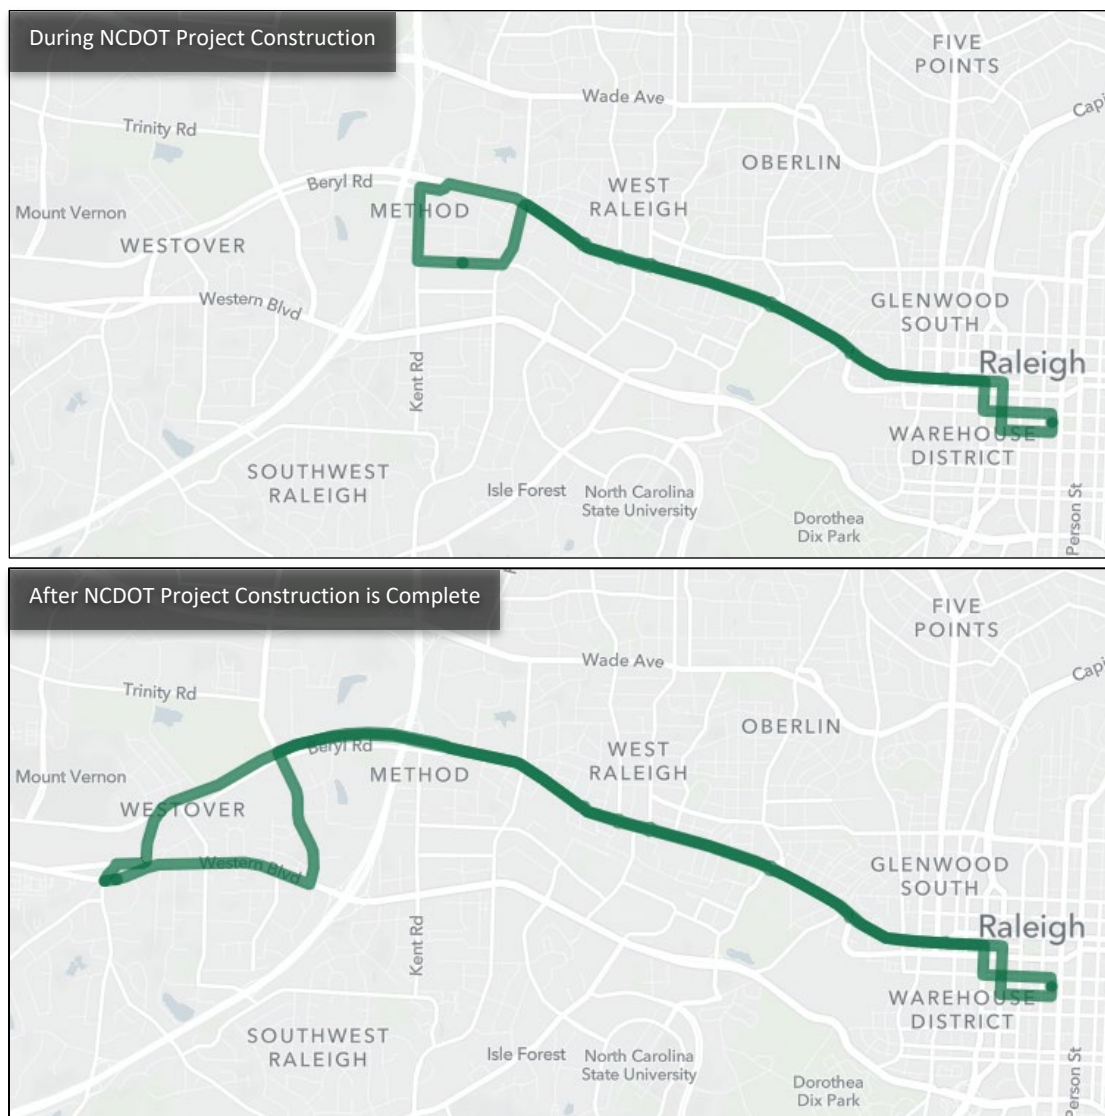 During NCDOT Project Construction
FIVE
POINTS
Wade Ave
Capi
Trinity Rd
OBERLIN
Beryl Rd
WEST
RALEIGH
Mount Vernon
METHOD
WESTOVER
Western Blvd
GLENWOOD
SOUTH
Raleigh
Kent Rd
WAREHOUSE
DISTRICT
SOUTHWEST
RALEIGH
Isle Forest
North Carolina
State University
Dorothea
Dix Park
Person St
After NCDOT Project Construction is Complete
FIVE
POINTS
Wade Ave
Capi
Trinity Rd
OBERLIN
Beryl Rd
WEST
RALEIGH
Mount Vernon
METHOD
WESTOVER
Western Blvd
GLENWOOD
SOUTH
Raleigh
Kent Rd
WAREHOUSE
DISTRICT
SOUTHWEST
RALEIGH
Isle Forest
North Carolina
State University
Dorothea
Dix Park
Person St